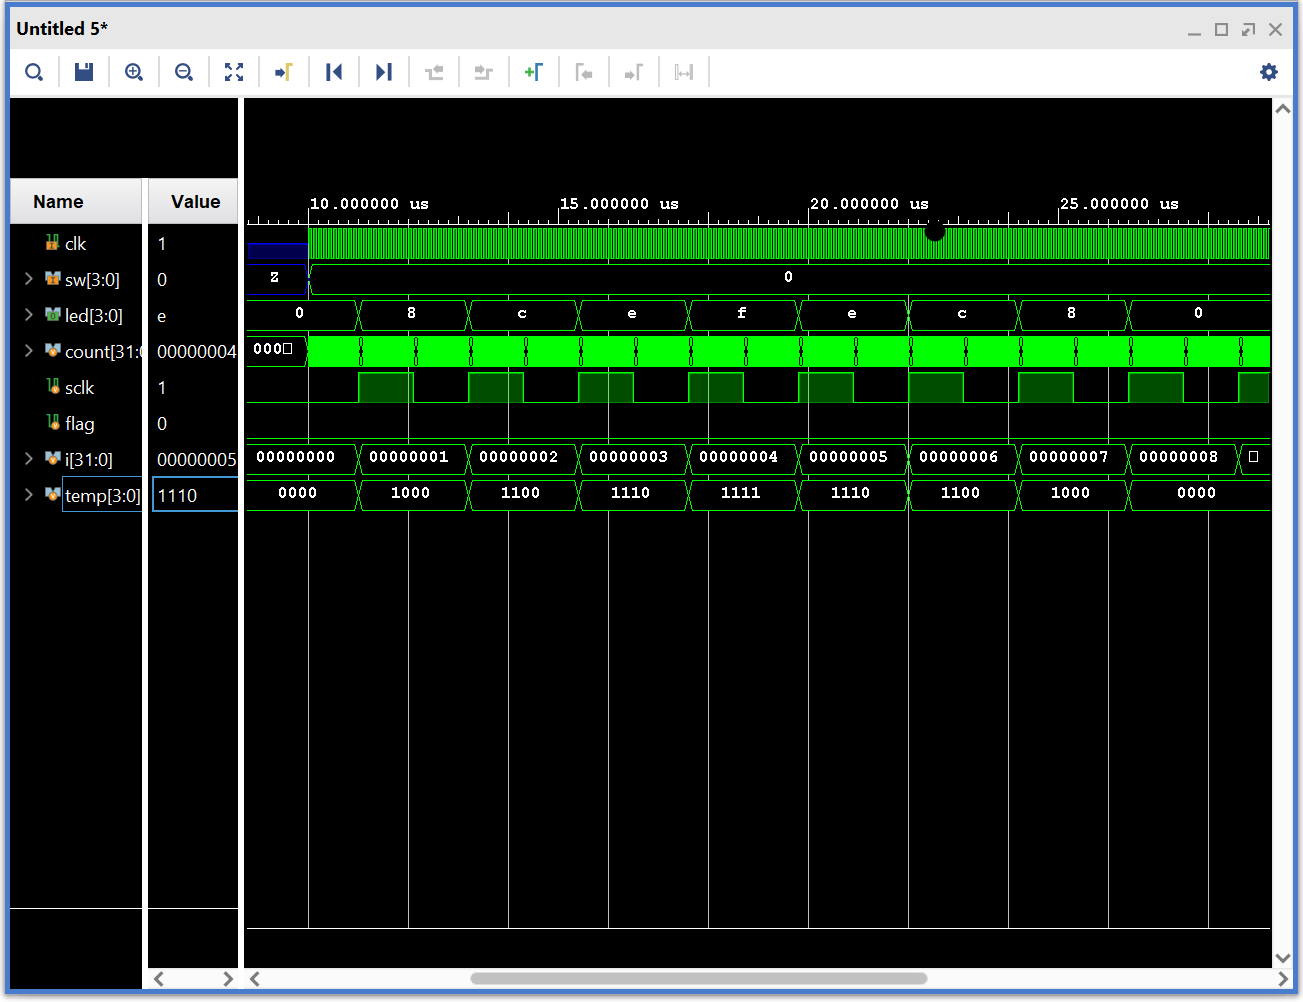 Untitled 5*
Name Value
10.000000 us 15.000000 us 20.000000 us 25.000000 us
clk 1
sw[3:0] 0 Z 0
led[3:0] e 0 8 c e f e c 8 0
count[31:0 00000004 000
sclk 1
flag 0
i[31:0] 00000005 00000000 00000001 00000002 00000003 00000004 00000005 00000006 00000007 00000008
temp[3:0] 1110 0000 1000 1100 1110 1111 1110 1100 1000 0000